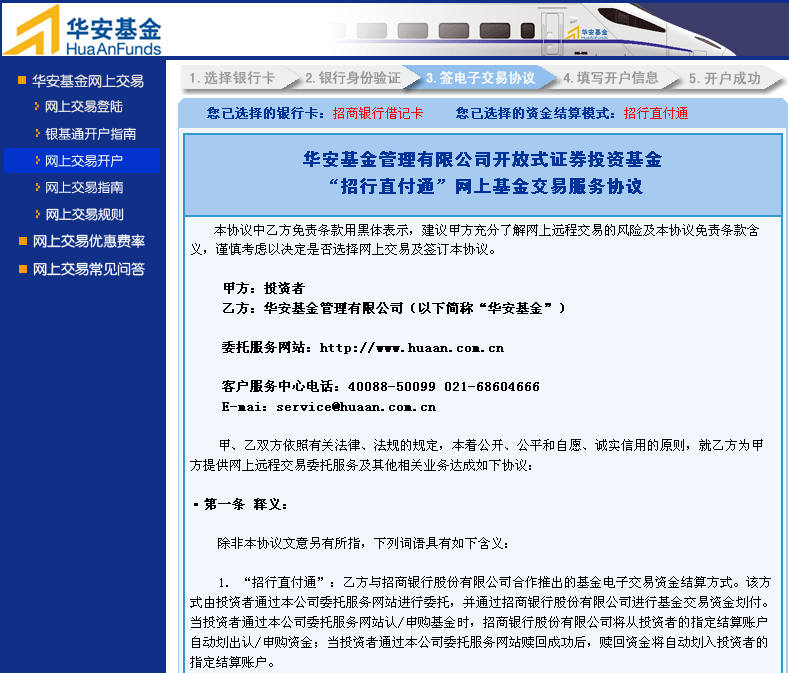 华安基金
HuaAnFunds
华安基金
华安基金网上交易
网上交易登陆
银基通开户指南
网上交易开户
网上交易指南
网上交易规则
网上交易优惠费率
网上交易常见问答
1.选择银行卡 2.银行身份验证 3.签电子交易协议 4.填写开户信息 5.开户成功
您已选择的银行卡：招商银行借记卡 您已选择的资金结算模式：招行直付通
华安基金管理有限公司开放式证券投资基金
“招行直付通”网上基金交易服务协议
本协议中乙方免责条款用黑体表示，建议甲方充分了解网上远程交易的风险及本协议免责条款含
义，谨慎考虑以决定是否选择网上交易及签订本协议。
甲方：投资者
乙方：华安基金管理有限公司（以下简称“华安基金”）
委托服务网站：http://www.huaan.com.cn
客户服务中心电话：40088-50099 021-68604666
E-mai：service@huaan.com.cn
甲、乙双方依照有关法律、法规的规定，本着公开、公平和自愿、诚实信用的原则，就乙方为甲
方提供网上远程交易委托服务及其他相关业务达成如下协议：
▪第一条 释义：
除非本协议文意另有所指，下列词语具有如下含义：
1. “招行直付通”：乙方与招商银行股份有限公司合作推出的基金电子交易资金结算方式。该方
式由投资者通过本公司委托服务网站进行委托，并通过招商银行股份有限公司进行基金交易资金划付。
当投资者通过本公司委托服务网站认/申购基金时，招商银行股份有限公司将从投资者的指定结算账户
自动划出认/申购资金；当投资者通过本公司委托服务网站赎回成功后，赎回资金将自动划入投资者的
指定结算账户。